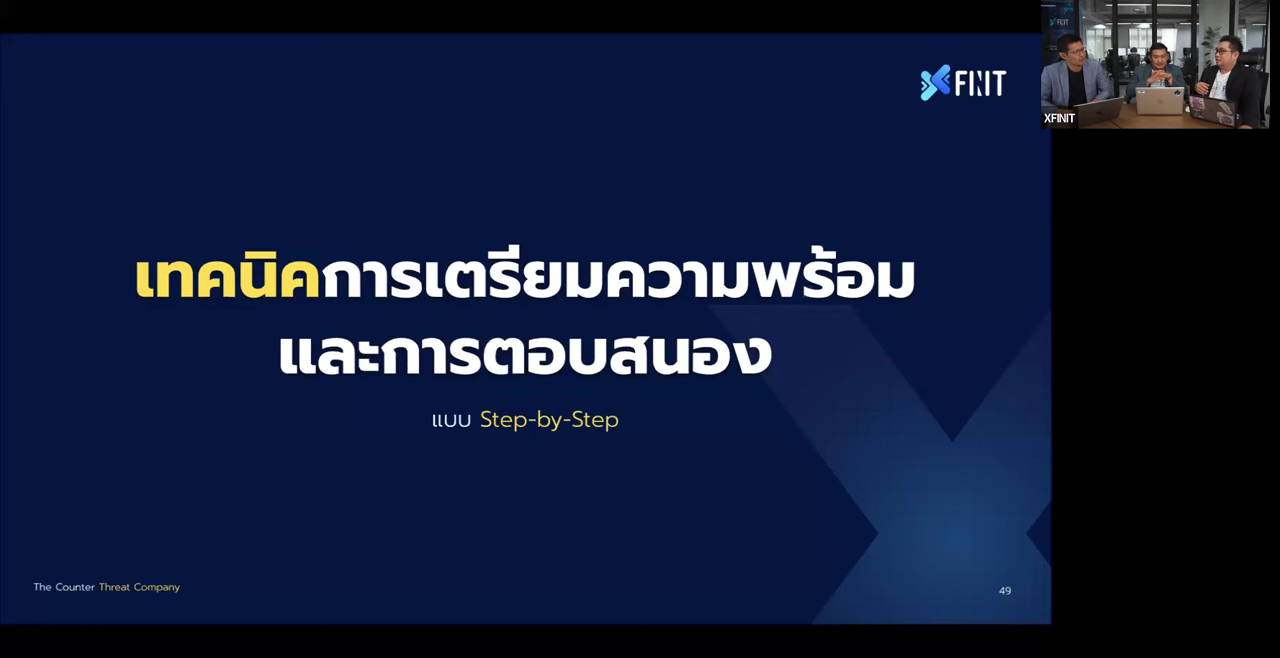 XFINIT
เทคนิคการเตรียมความพร้อม
และการตอบสนอง
แบบ Step-by-Step
The Counter Threat Company
49
XFINIT